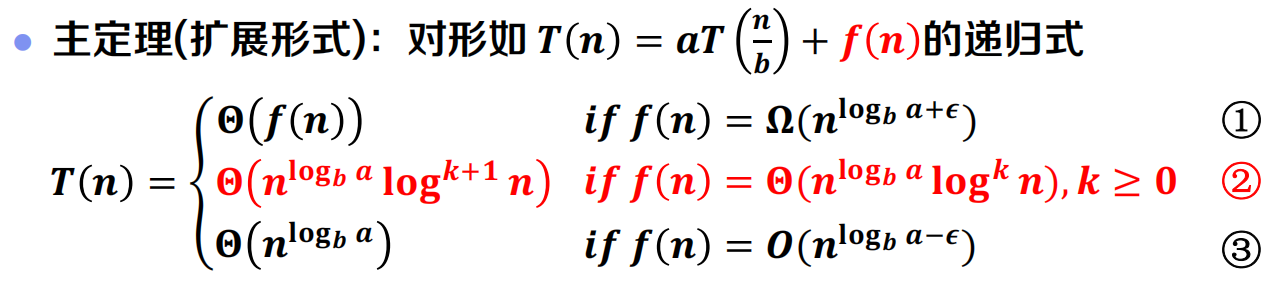 • 主定理(扩展形式)：对形如 T(n) = aT(n/b) + f(n)的递归式
Θ(f(n)) if f(n) = Ω(n^{log_b a+ϵ}) ①
T(n) = { Θ(n^{log_b a} log^{k+1} n) if f(n) = Θ(n^{log_b a} log^k n), k ≥ 0 ②
Θ(n^{log_b a}) if f(n) = O(n^{log_b a−ϵ}) ③